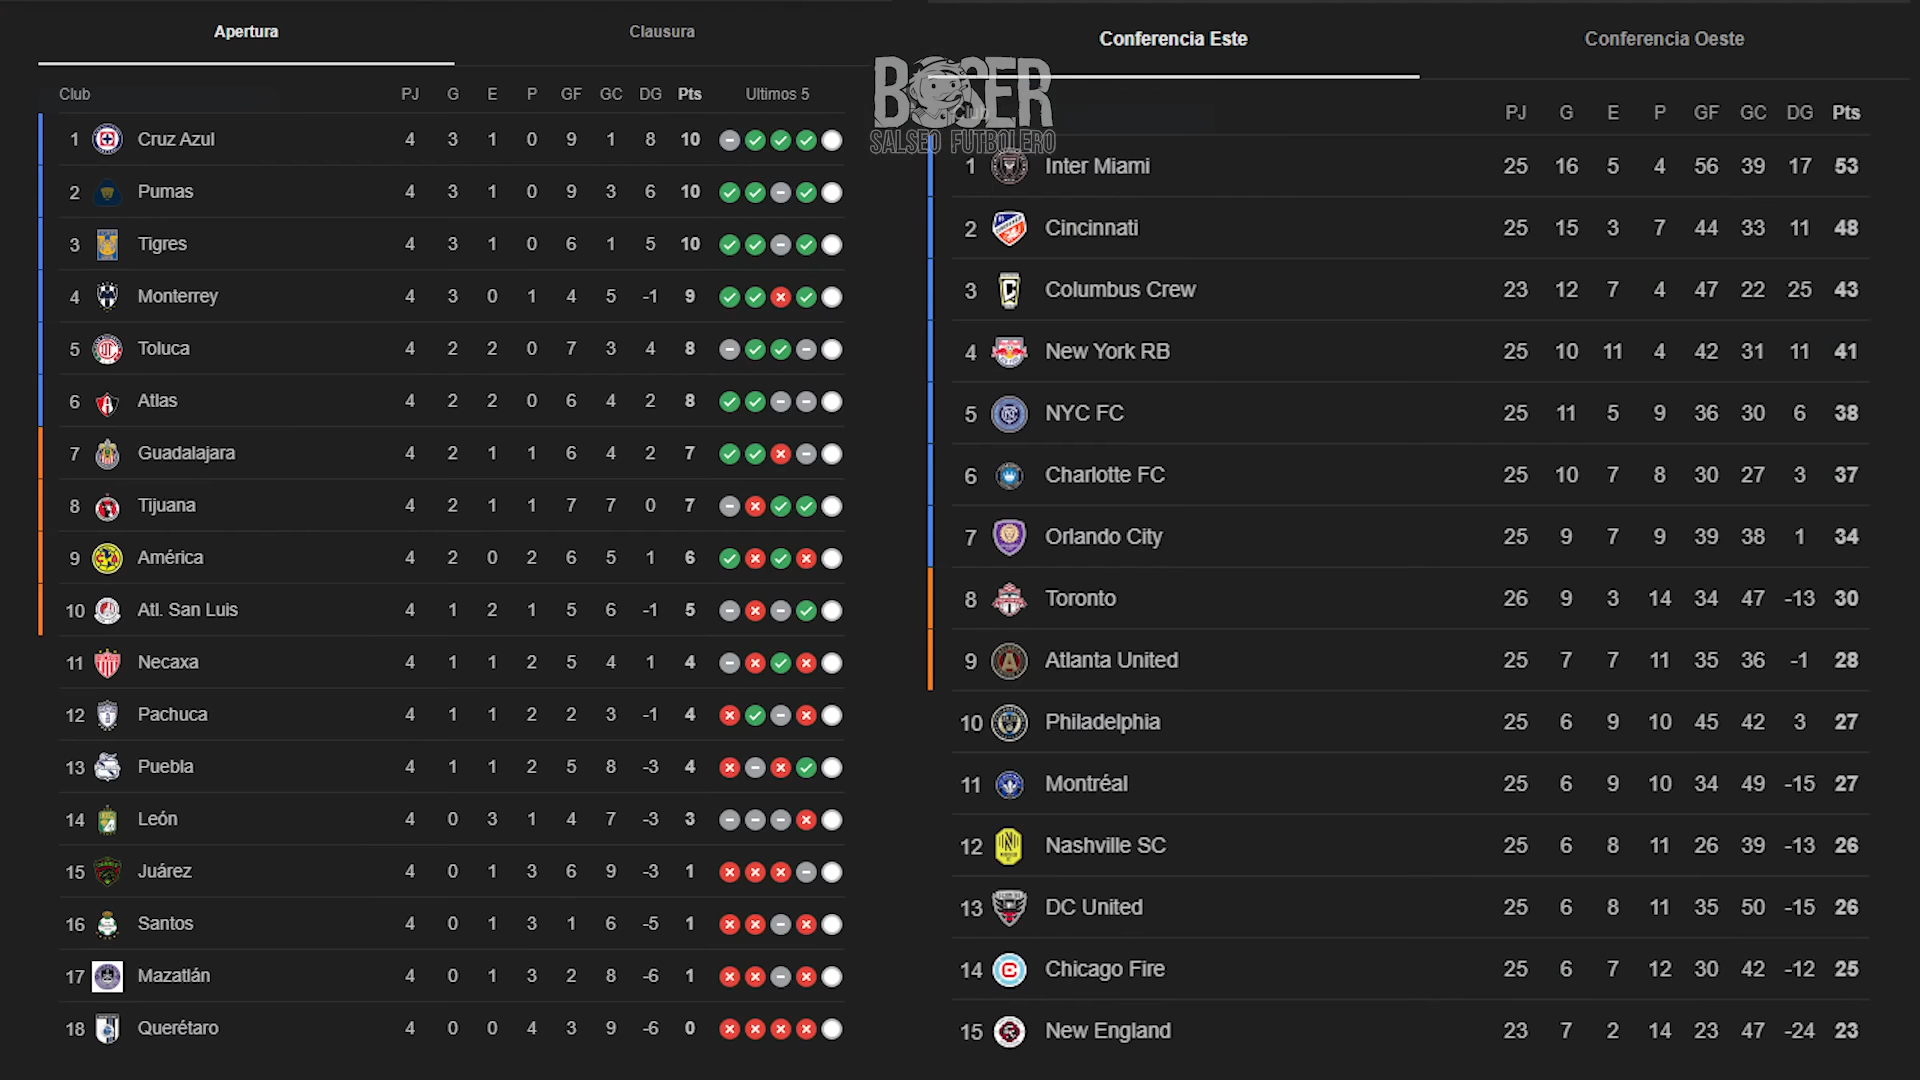 Apertura Clausura
Club PJ G E P GF GC DG Pts Ultimos 5
1 Cruz Azul 4 3 1 0 9 1 8 10
2 Pumas 4 3 1 0 9 3 6 10
3 Tigres 4 3 1 0 6 1 5 10
4 Monterrey 4 3 0 1 4 5 -1 9
5 Toluca 4 2 2 0 7 3 4 8
6 Atlas 4 2 2 0 6 4 2 8
7 Guadalajara 4 2 1 1 6 4 2 7
8 Tijuana 4 2 1 1 7 7 0 7
9 América 4 2 0 2 6 5 1 6
10 Atl. San Luis 4 1 2 1 5 6 -1 5
11 Necaxa 4 1 1 2 5 4 1 4
12 Pachuca 4 1 1 2 2 3 -1 4
13 Puebla 4 1 1 2 5 8 -3 4
14 León 4 0 3 1 4 7 -3 3
15 Juárez 4 0 1 3 6 9 -3 1
16 Santos 4 0 1 3 1 6 -5 1
17 Mazatlán 4 0 1 3 2 8 -6 1
18 Querétaro 4 0 0 4 3 9 -6 0
BOSER
SALSEO FUTBOLERO
Conferencia Este Conferencia Oeste
PJ G E P GF GC DG Pts
1 Inter Miami 25 16 5 4 56 39 17 53
2 Cincinnati 25 15 3 7 44 33 11 48
3 Columbus Crew 23 12 7 4 47 22 25 43
4 New York RB 25 10 11 4 42 31 11 41
5 NYC FC 25 11 5 9 36 30 6 38
6 Charlotte FC 25 10 7 8 30 27 3 37
7 Orlando City 25 9 7 9 39 38 1 34
8 Toronto 26 9 3 14 34 47 -13 30
9 Atlanta United 25 7 7 11 35 36 -1 28
10 Philadelphia 25 6 9 10 45 42 3 27
11 Montréal 25 6 9 10 34 49 -15 27
12 Nashville SC 25 6 8 11 26 39 -13 26
13 DC United 25 6 8 11 35 50 -15 26
14 Chicago Fire 25 6 7 12 30 42 -12 25
15 New England 23 7 2 14 23 47 -24 23